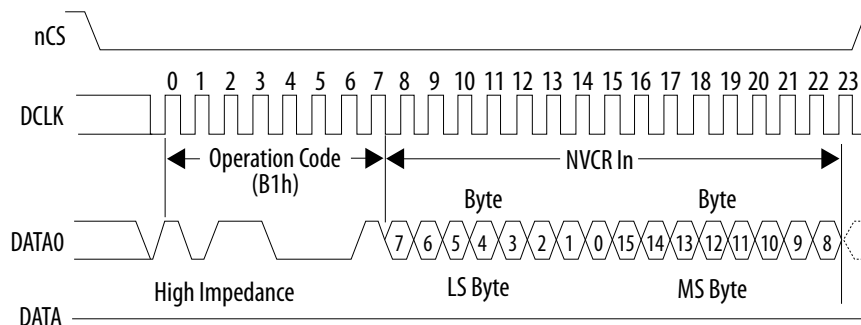 nCS
0 1 2 3 4 5 6 7 8 9 10 11 12 13 14 15 16 17 18 19 20 21 22 23
DCLK
Operation Code
(B1h)
NVCR In
Byte Byte
DATA0 7 6 5 4 3 2 1 0 15 14 13 12 11 10 9 8
High Impedance LS Byte MS Byte
DATA